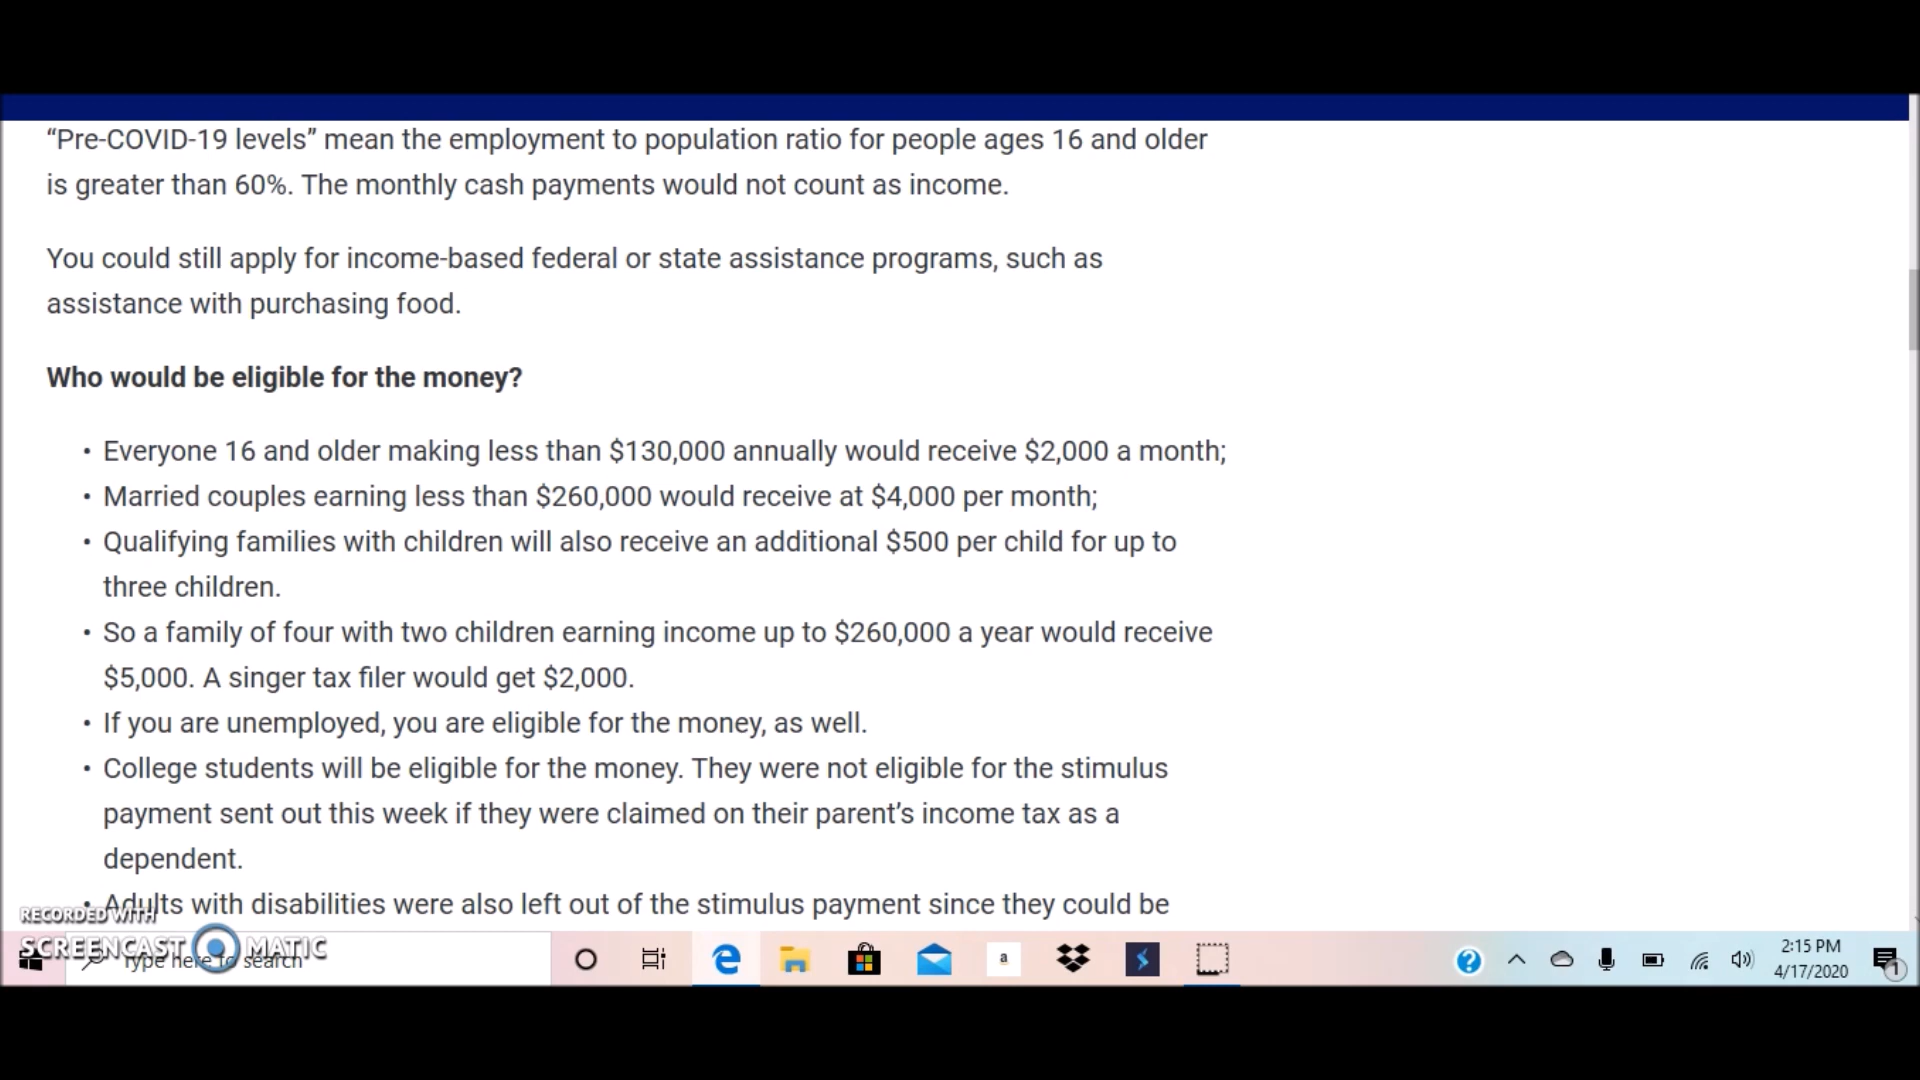 “Pre-COVID-19 levels” mean the employment to population ratio for people ages 16 and older
is greater than 60%. The monthly cash payments would not count as income.
You could still apply for income-based federal or state assistance programs, such as
assistance with purchasing food.
Who would be eligible for the money?
• Everyone 16 and older making less than $130,000 annually would receive $2,000 a month;
• Married couples earning less than $260,000 would receive at $4,000 per month;
• Qualifying families with children will also receive an additional $500 per child for up to
three children.
• So a family of four with two children earning income up to $260,000 a year would receive
$5,000. A singer tax filer would get $2,000.
• If you are unemployed, you are eligible for the money, as well.
• College students will be eligible for the money. They were not eligible for the stimulus
payment sent out this week if they were claimed on their parent’s income tax as a
dependent.
• Adults with disabilities were also left out of the stimulus payment since they could be
RECORDED WITH
SCREENCAST MATIC
Type here to search
a
2:15 PM
4/17/2020
1